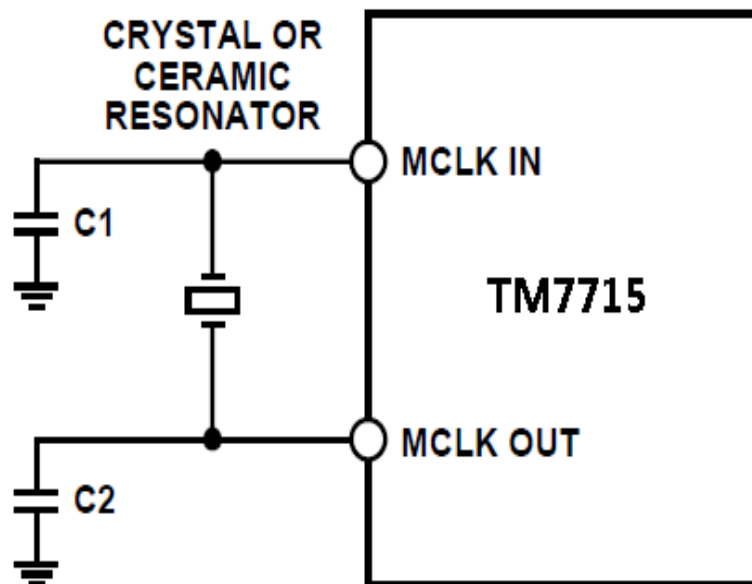 CRYSTAL OR
CERAMIC
RESONATOR
MCLK IN
C1
TM7715
MCLK OUT
C2